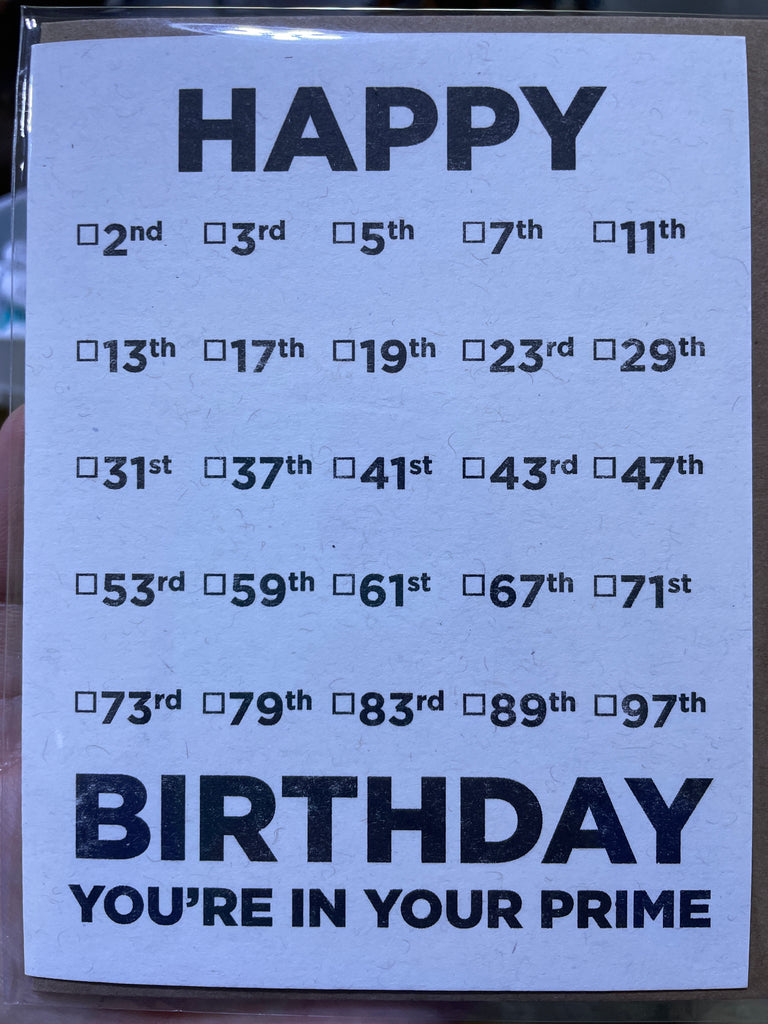 HAPPY
☐2nd ☐3rd ☐5th ☐7th ☐11th
☐13th ☐17th ☐19th ☐23rd ☐29th
☐31st ☐37th ☐41st ☐43rd ☐47th
☐53rd ☐59th ☐61st ☐67th ☐71st
☐73rd ☐79th ☐83rd ☐89th ☐97th
BIRTHDAY
YOU'RE IN YOUR PRIME